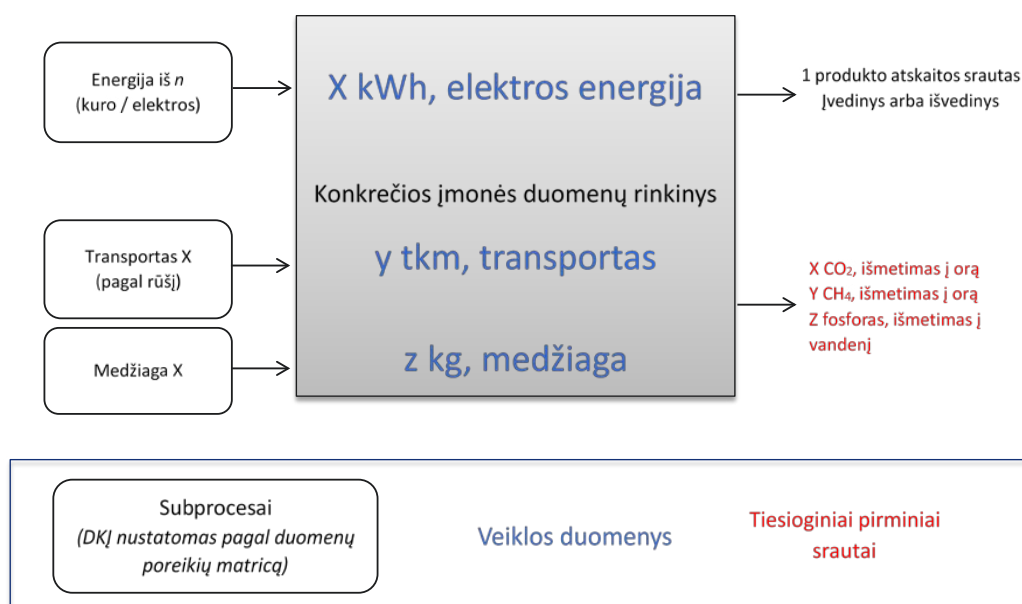 Energija iš n
(kuro / elektros)
X kWh, elektros energija
1 produkto atskaitos srautas
Įvedinys arba išvedinys
Konkrečios įmonės duomenų rinkinys
Transportas X
(pagal rūšį)
y tkm, transportas
X CO₂, išmetimas į orą
Y CH₄, išmetimas į orą
Z fosforas, išmetimas į
vandenį
Medžiaga X
z kg, medžiaga
Subprocesai
(DKĮ nustatomas pagal duomenų
poreikių matricą)
Veiklos duomenys
Tiesioginiai pirminiai
srautai